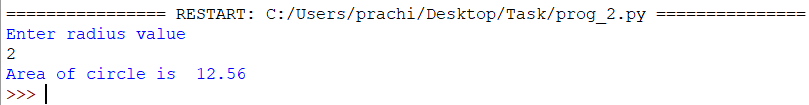 ================ RESTART: C:/Users/prachi/Desktop/Task/prog_2.py ===============
Enter radius value
2
Area of circle is  12.56
>>>